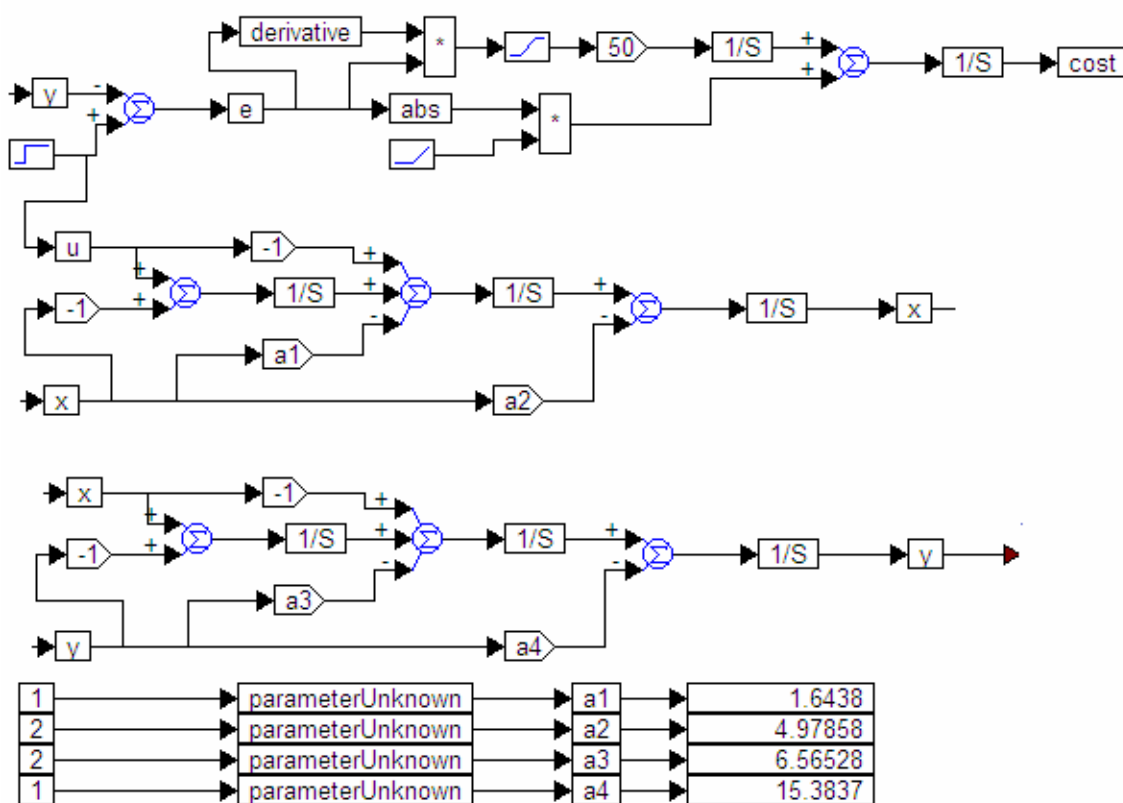 derivative * 50 1/S + + Σ 1/S cost
y - + Σ e abs *
u -1 + + - Σ 1/S + - Σ 1/S x
+ + Σ 1/S
-1
a1
x a2
x -1 + + - Σ 1/S + - Σ 1/S y
+ + Σ 1/S
-1
a3
y a4
1 parameterUnknown a1 1.6438
2 parameterUnknown a2 4.97858
2 parameterUnknown a3 6.56528
1 parameterUnknown a4 15.3837